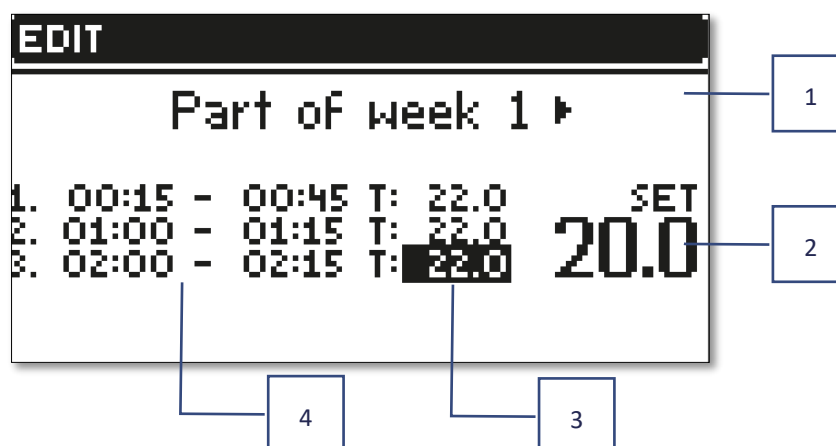 EDIT
Part of week 1
1. 00:15 - 00:45 T: 22.0
2. 01:00 - 01:15 T: 22.0
3. 02:00 - 02:15 T: 22.0
SET
20.0
1
2
3
4